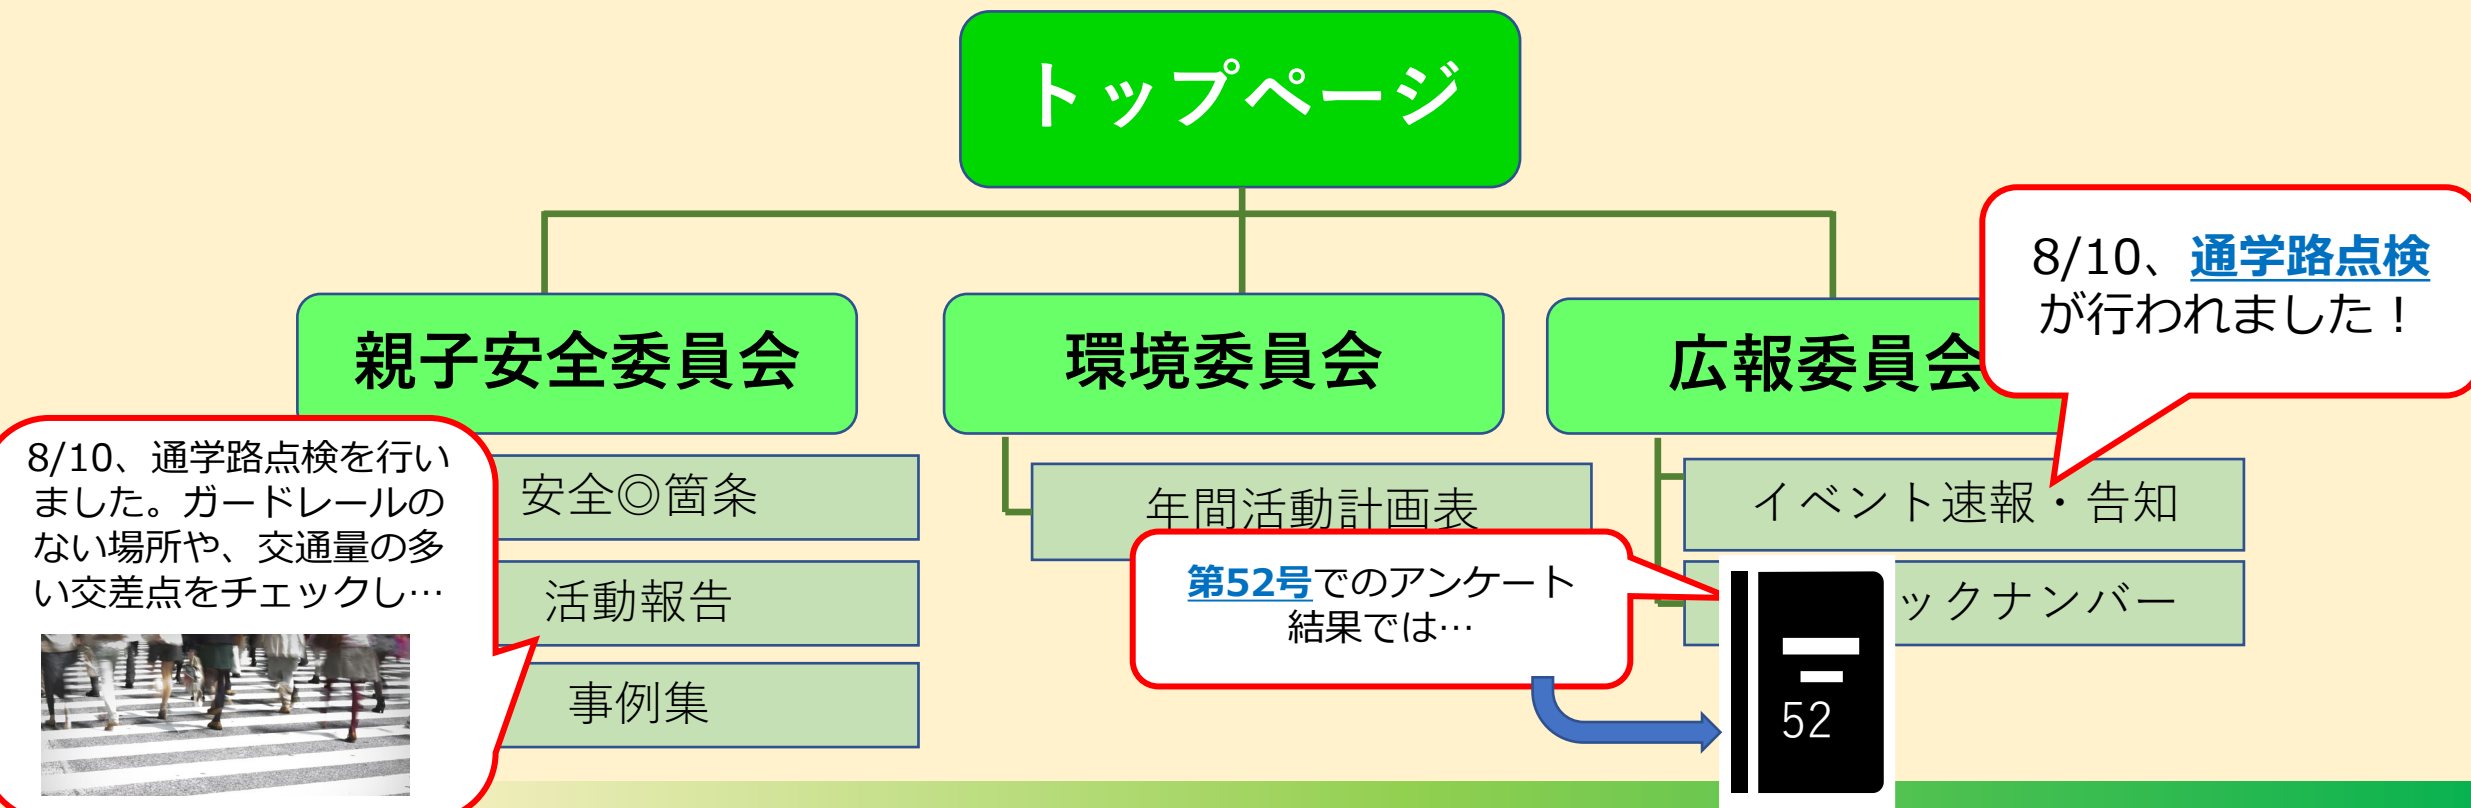 トップページ
8/10、通学路点検
が行われました！
親子安全委員会
環境委員会
広報委員会
8/10、通学路点検を行い
ました。ガードレールの
ない場所や、交通量の多
い交差点をチェックし…
安全◎箇条
活動報告
事例集
年間活動計画表
第52号でのアンケート
結果では…
イベント速報・告知
ックナンバー
52